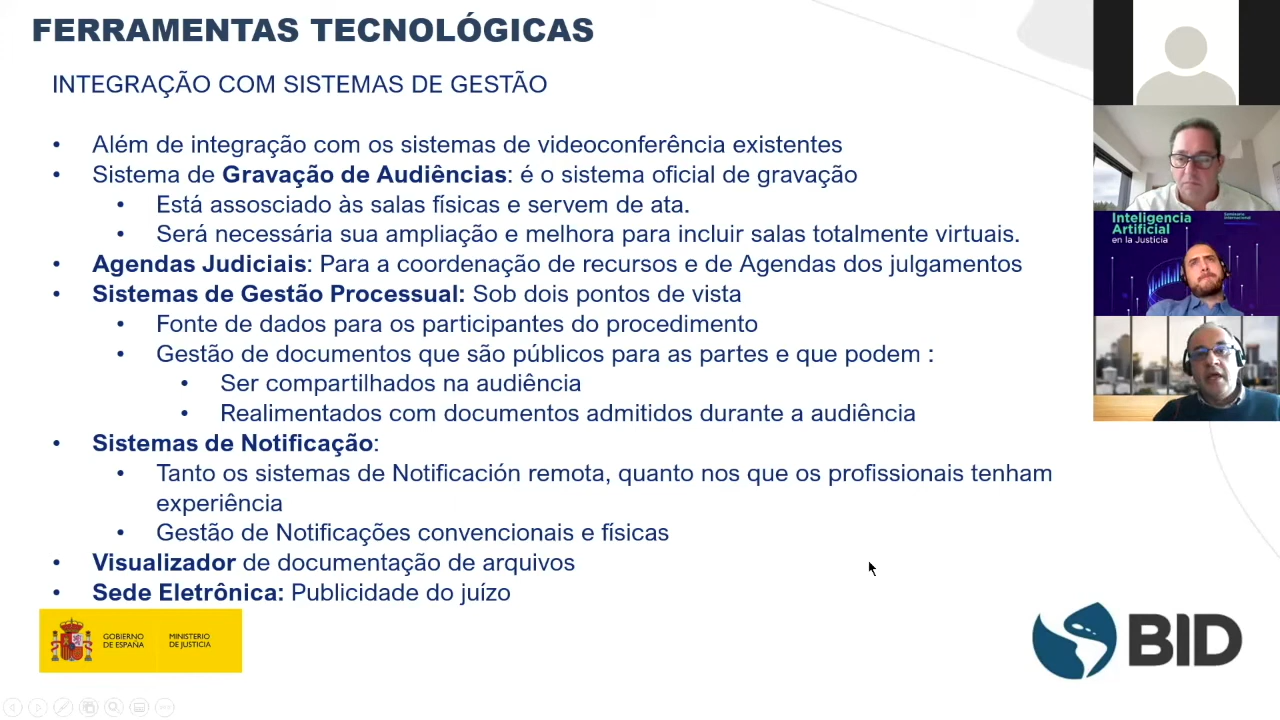 FERRAMENTAS TECNOLÓGICAS
INTEGRAÇÃO COM SISTEMAS DE GESTÃO
• Além de integração com os sistemas de videoconferência existentes
• Sistema de Gravação de Audiências: é o sistema oficial de gravação
• Está assosciado às salas físicas e servem de ata.
• Será necessária sua ampliação e melhora para incluir salas totalmente virtuais.
• Agendas Judiciais: Para a coordenação de recursos e de Agendas dos julgamentos
• Sistemas de Gestão Processual: Sob dois pontos de vista
• Fonte de dados para os participantes do procedimento
• Gestão de documentos que são públicos para as partes e que podem :
• Ser compartilhados na audiência
• Realimentados com documentos admitidos durante a audiência
• Sistemas de Notificação:
• Tanto os sistemas de Notificación remota, quanto nos que os profissionais tenham
experiência
• Gestão de Notificações convencionais e físicas
• Visualizador de documentação de arquivos
• Sede Eletrônica: Publicidade do juízo
GOBIERNO
DE ESPAÑA
MINISTERIO
DE JUSTICIA
BID
Inteligencia
Artificial
en la Justicia
Seminario
Internacional